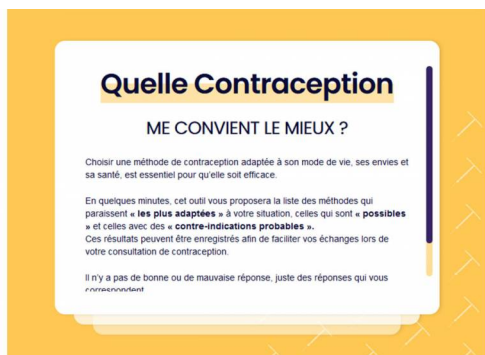 Quelle Contraception
ME CONVIENT LE MIEUX ?
Choisir une méthode de contraception adaptée à son mode de vie, ses envies et
sa santé, est essentiel pour qu'elle soit efficace.
En quelques minutes, cet outil vous proposera la liste des méthodes qui
paraissent « les plus adaptées » à votre situation, celles qui sont « possibles
» et celles avec des « contre-indications probables ».
Ces résultats peuvent être enregistrés afin de faciliter vos échanges lors de
votre consultation de contraception.
Il n'y a pas de bonne ou de mauvaise réponse, juste des réponses qui vous
correspondent